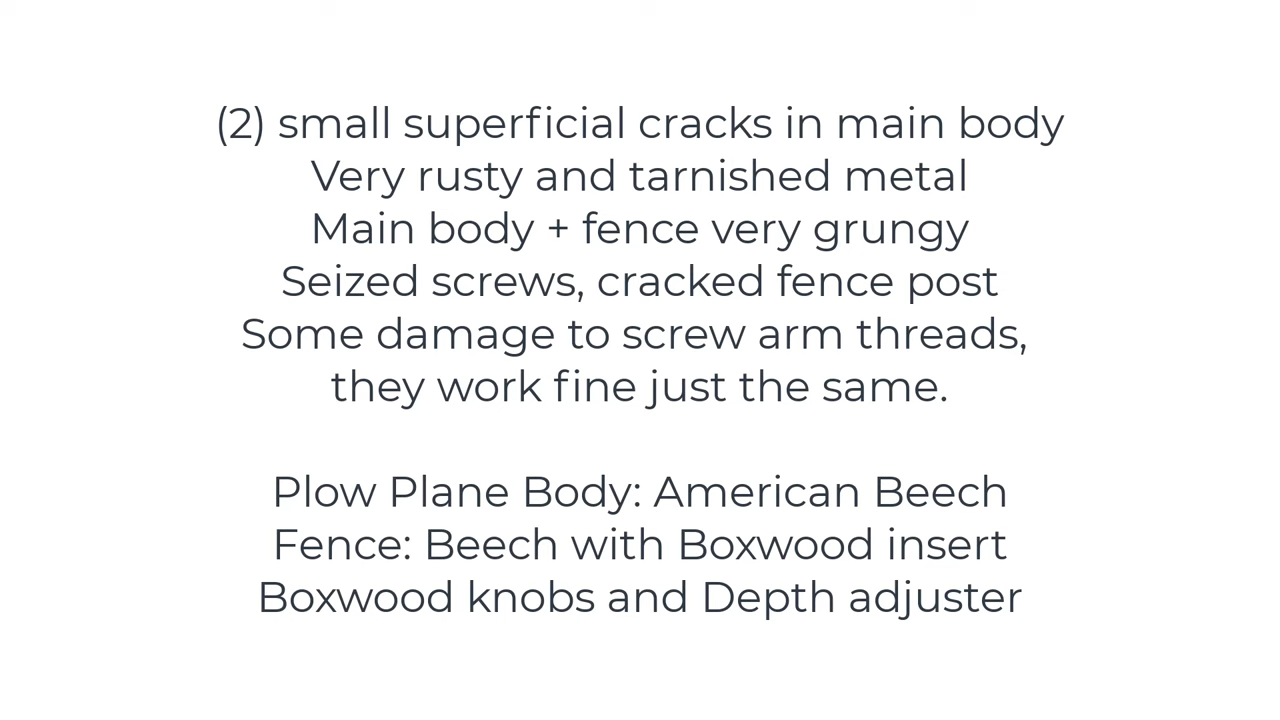 (2) small superficial cracks in main body
Very rusty and tarnished metal
Main body + fence very grungy
Seized screws, cracked fence post
Some damage to screw arm threads,
they work fine just the same.
Plow Plane Body: American Beech
Fence: Beech with Boxwood insert
Boxwood knobs and Depth adjuster